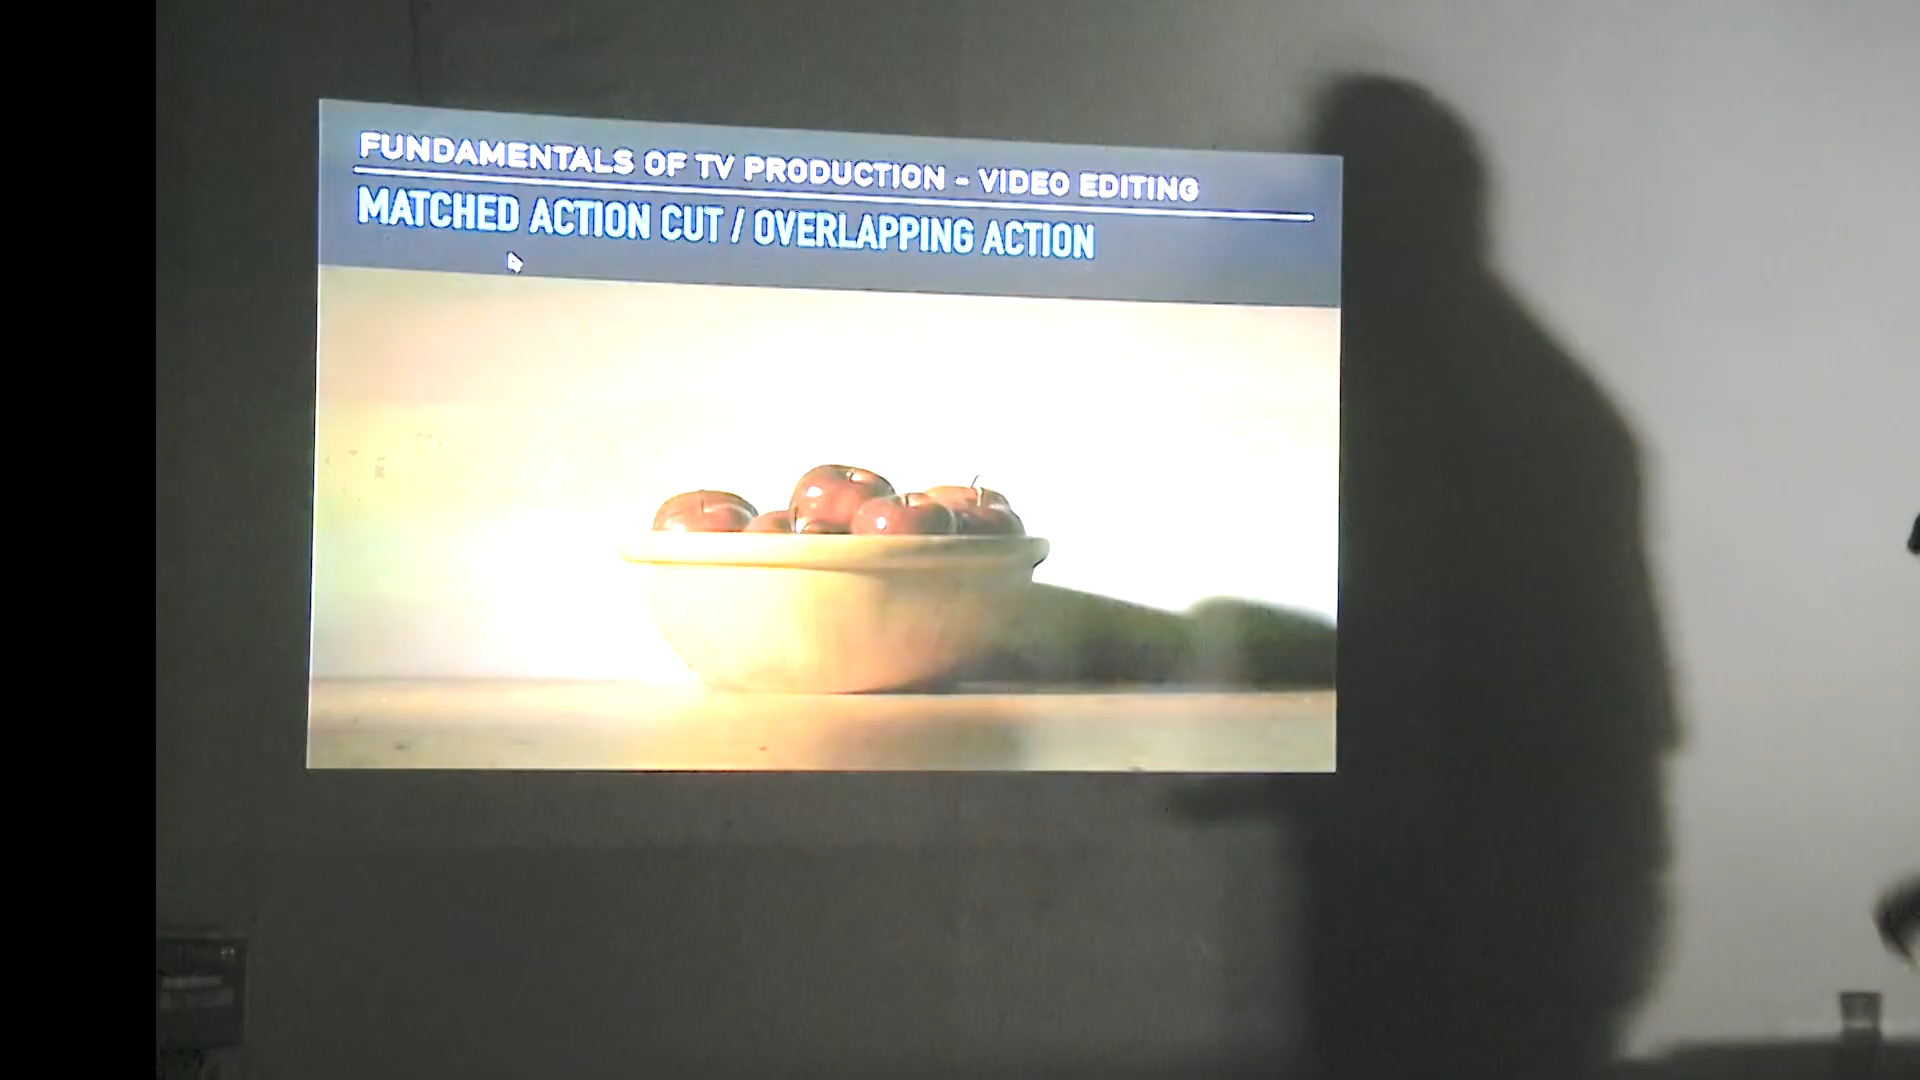 FUNDAMENTALS OF TV PRODUCTION - VIDEO EDITING
MATCHED ACTION CUT / OVERLAPPING ACTION